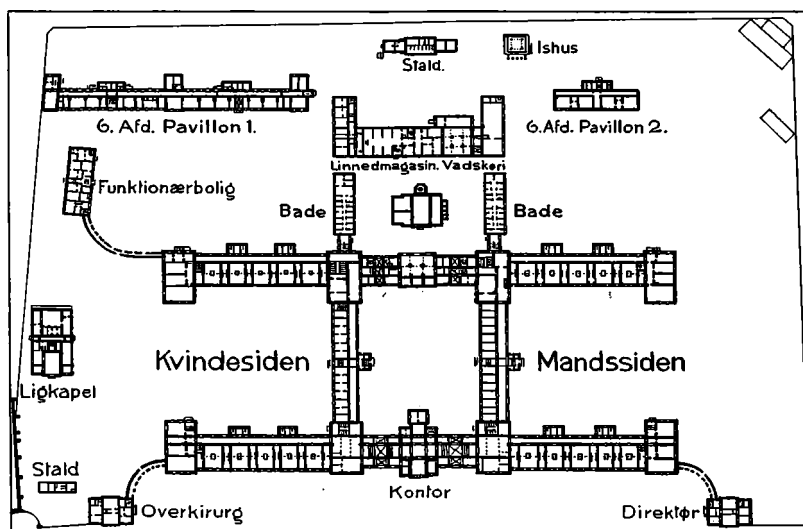 Stald.
Ishus
6. Afd. Pavillon 1.
6. Afd. Pavillon 2.
Linnedmagasin. Vadskeri
Funktionærbolig
Bade
Bade
Kvindesiden
Mandssiden
Ligkapel
Stald
Overkirurg
Kontor
Direktør